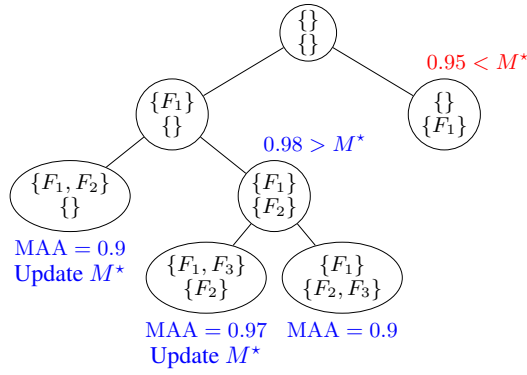 {}
{}
0.95 < M⋆
{F₁}
{}
{}
{F₁}
0.98 > M⋆
{F₁, F₂}
{}
{F₁}
{F₂}
MAA = 0.9
Update M⋆
{F₁, F₃}
{F₂}
{F₁}
{F₂, F₃}
MAA = 0.97
Update M⋆
MAA = 0.9